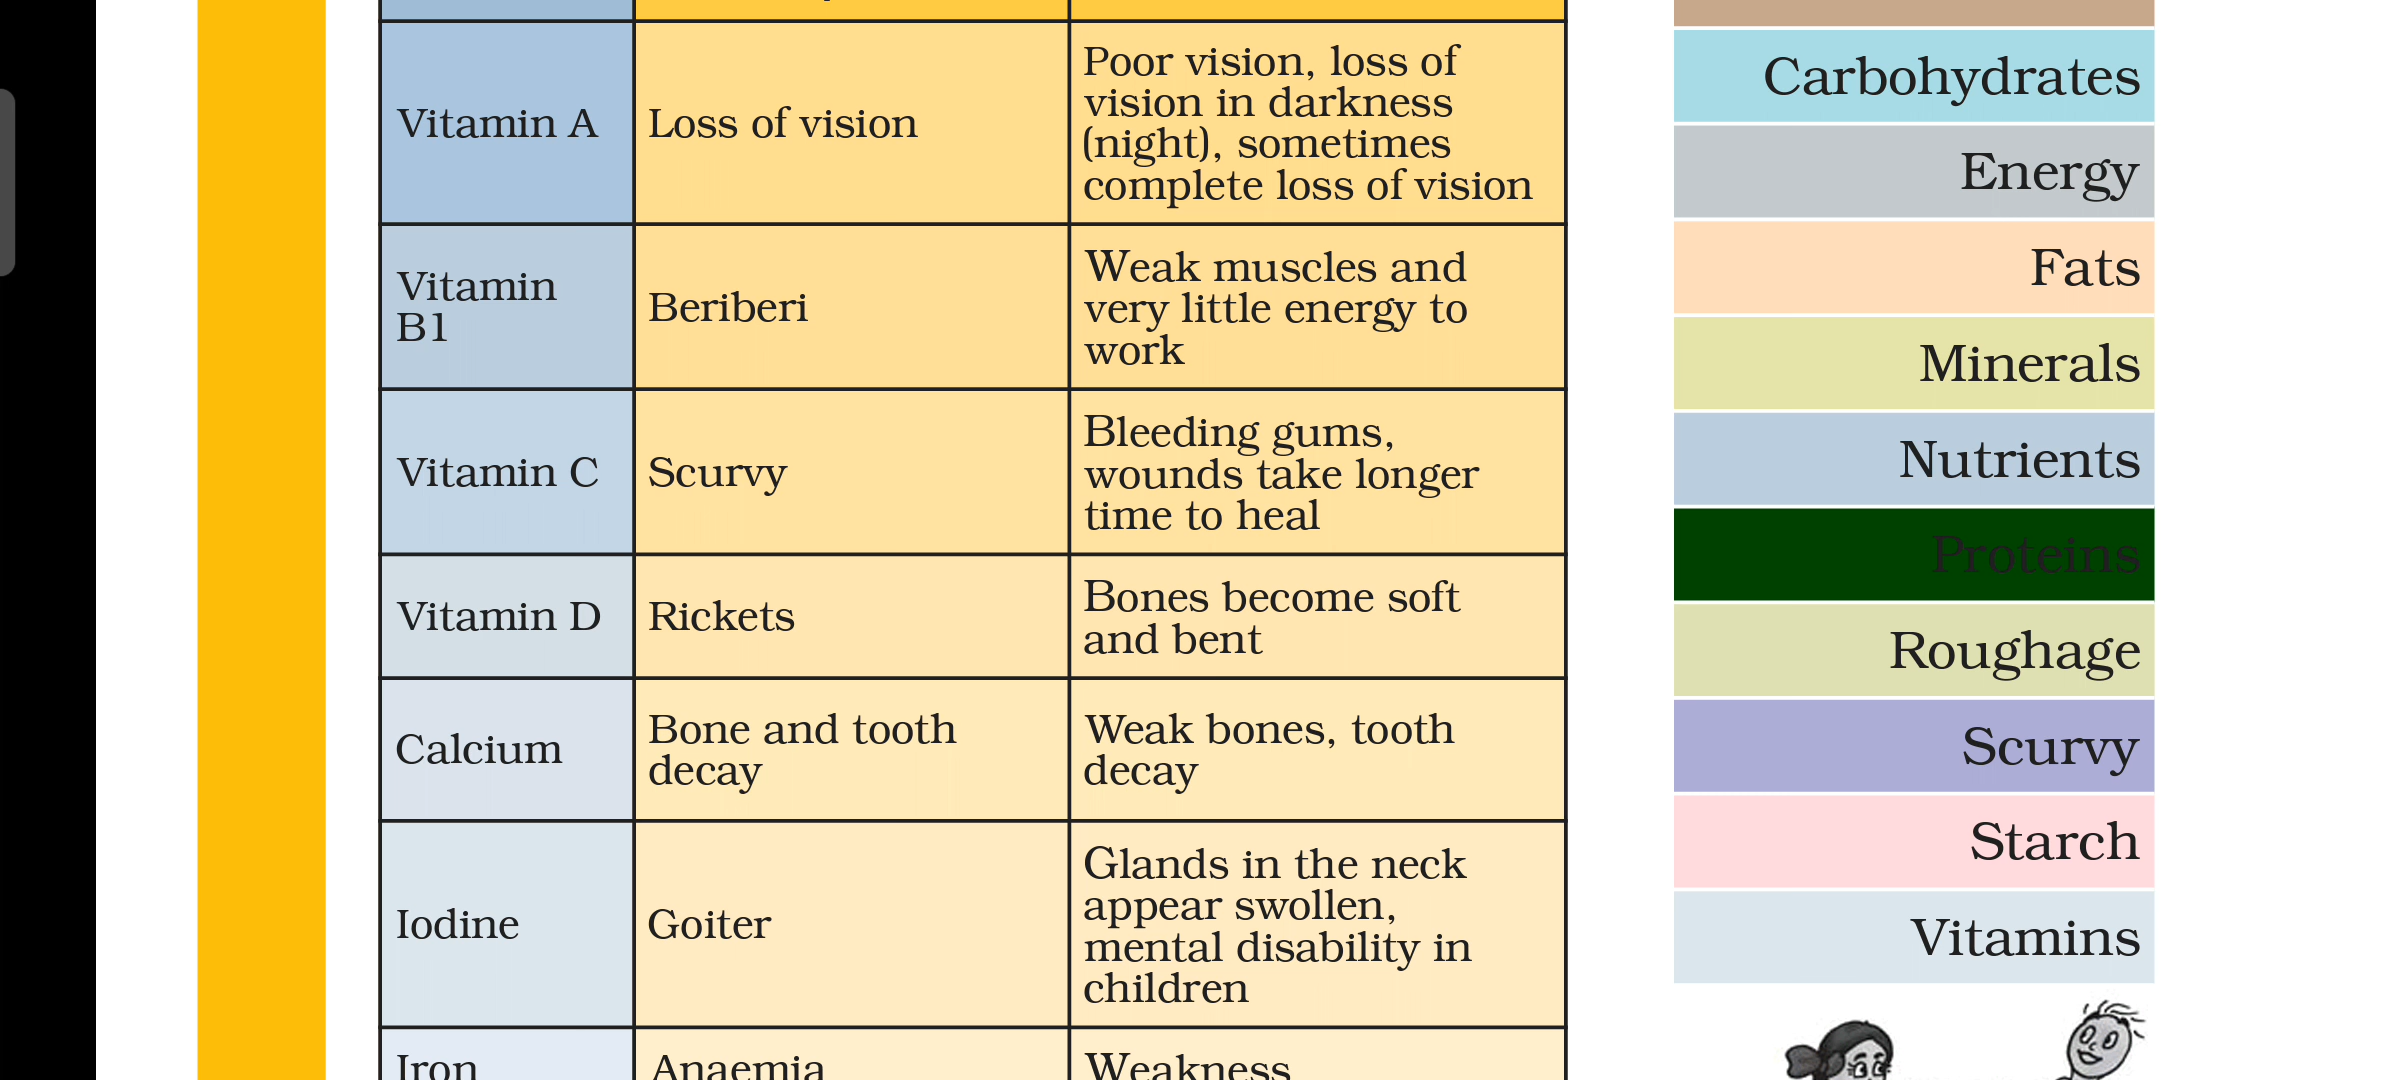 Vitamin A
Loss of vision
Poor vision, loss of
vision in darkness
(night), sometimes
complete loss of vision
Vitamin
B1
Beriberi
Weak muscles and
very little energy to
work
Vitamin C
Scurvy
Bleeding gums,
wounds take longer
time to heal
Vitamin D
Rickets
Bones become soft
and bent
Calcium
Bone and tooth
decay
Weak bones, tooth
decay
Iodine
Goiter
Glands in the neck
appear swollen,
mental disability in
children
Iron
Anaemia
Weakness
Carbohydrates
Energy
Fats
Minerals
Nutrients
Proteins
Roughage
Scurvy
Starch
Vitamins